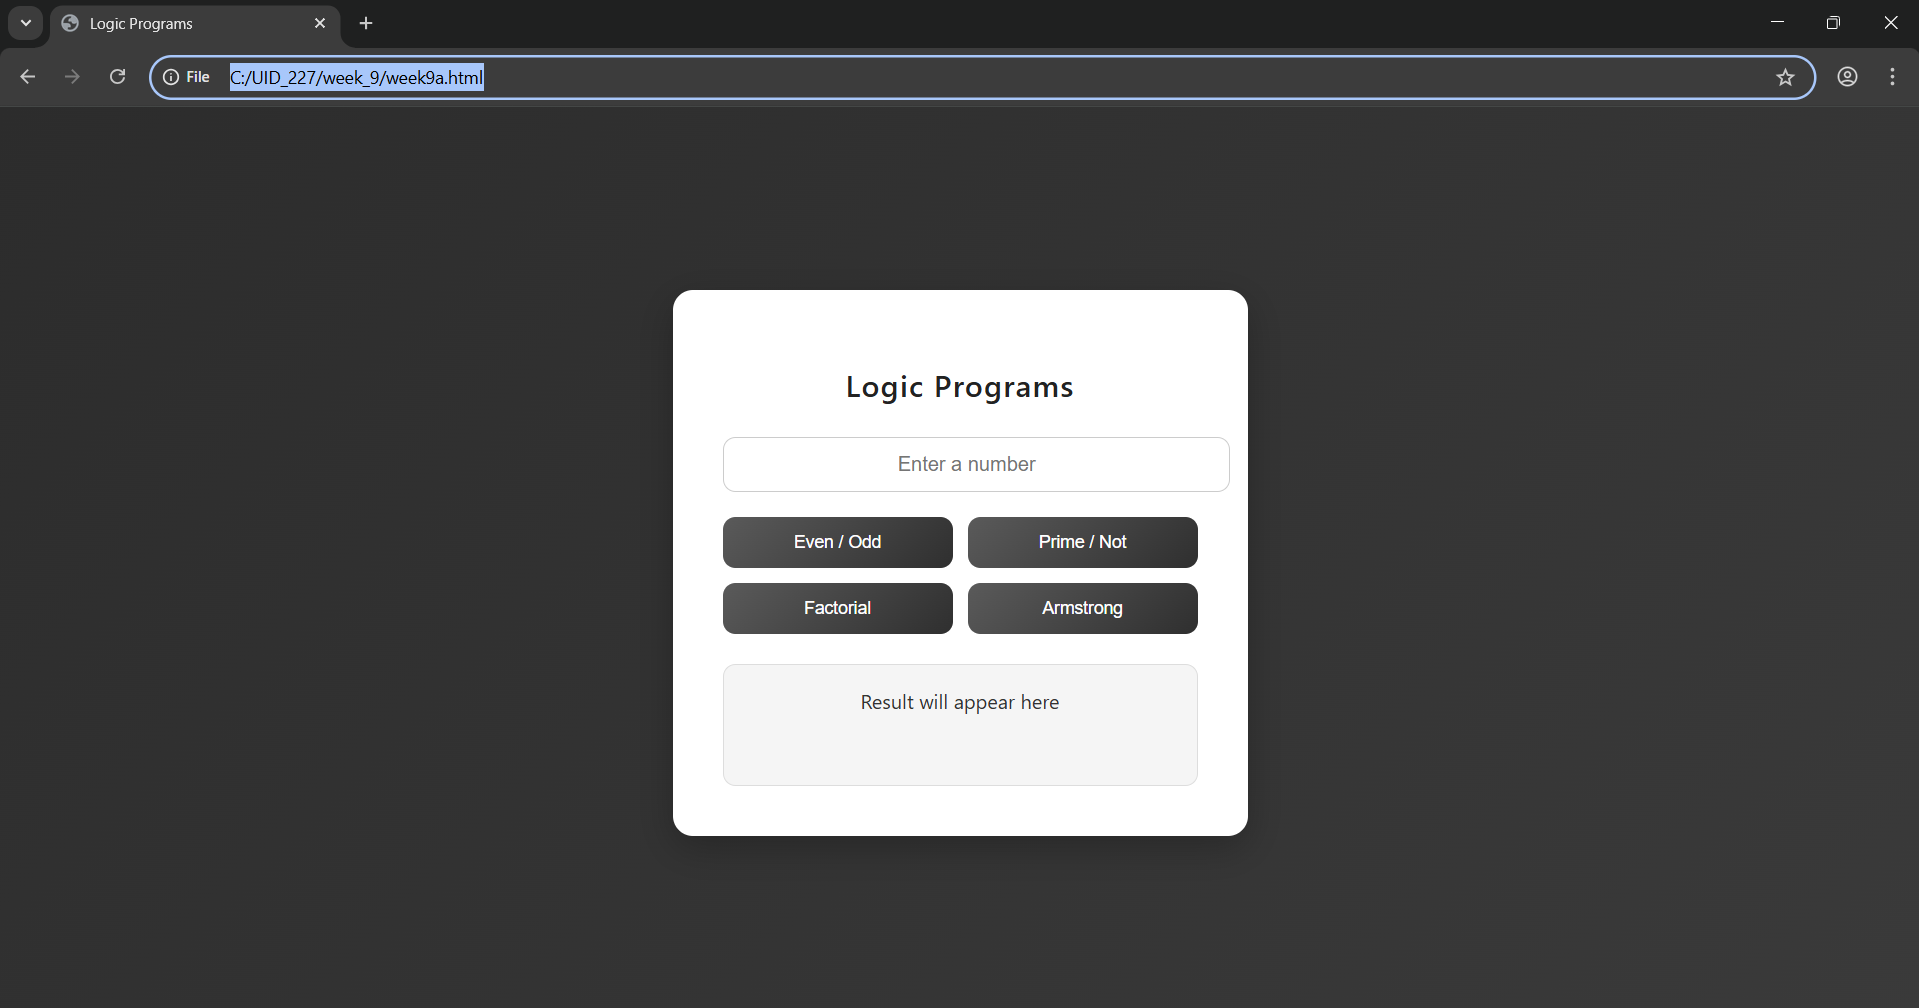 Logic Programs
File C:/UID_227/week_9/week9a.html
Logic Programs
Enter a number
Even / Odd Prime / Not
Factorial Armstrong
Result will appear here